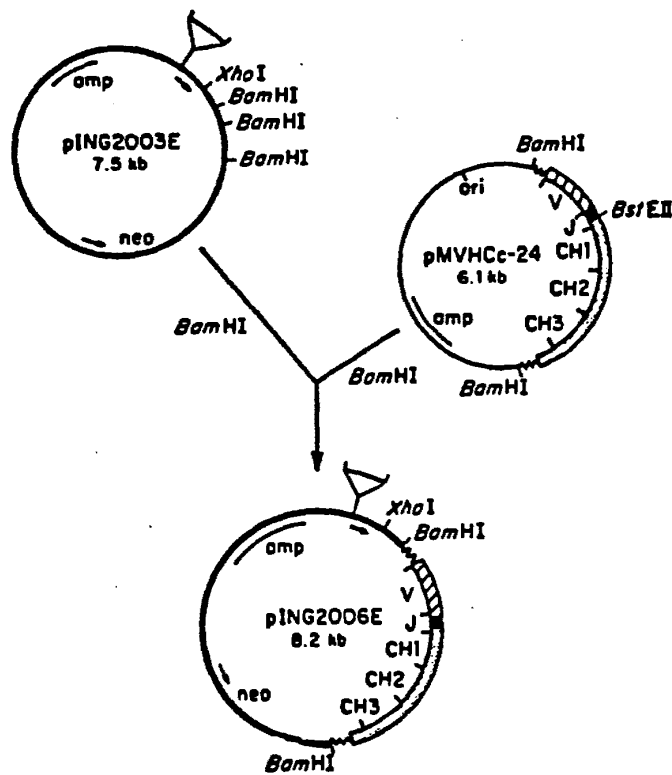 amp
XhoI
BamHI
BamHI
BamHI
pING2003E
7.5 kb
neo
BamHI
ori
V
J
BstEII
CH1
CH2
CH3
pMVHCc-24
6.1 kb
amp
BamHI
BamHI
BamHI
XhoI
BamHI
amp
V
J
pING2006E
8.2 kb
CH1
CH2
CH3
neo
BamHI